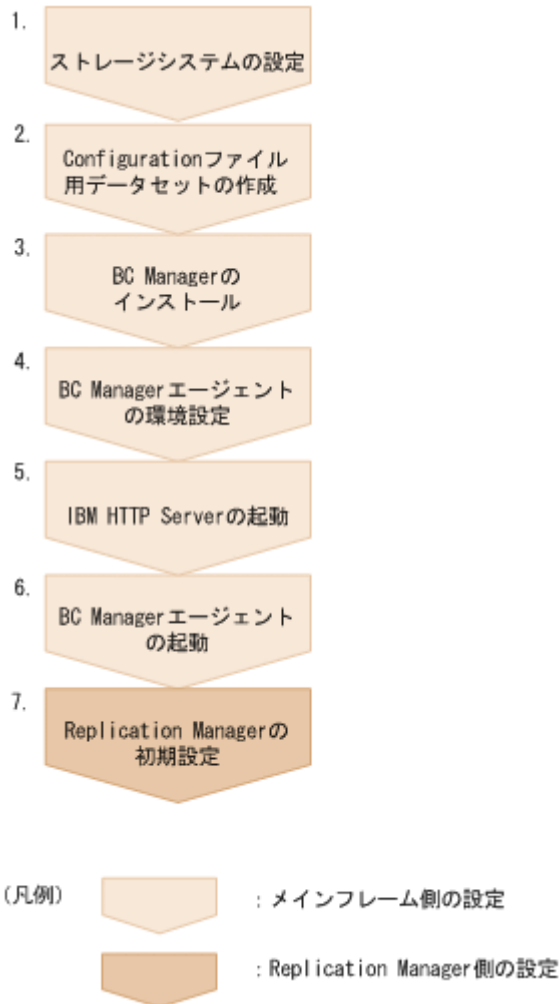 1.
ストレージシステムの設定
2.
Configurationファイル
用データセットの作成
3.
BC Managerの
インストール
4.
BC Managerエージェント
の環境設定
5.
IBM HTTP Serverの起動
6.
BC Managerエージェント
の起動
7.
Replication Managerの
初期設定
(凡例)
: メインフレーム側の設定
: Replication Manager側の設定